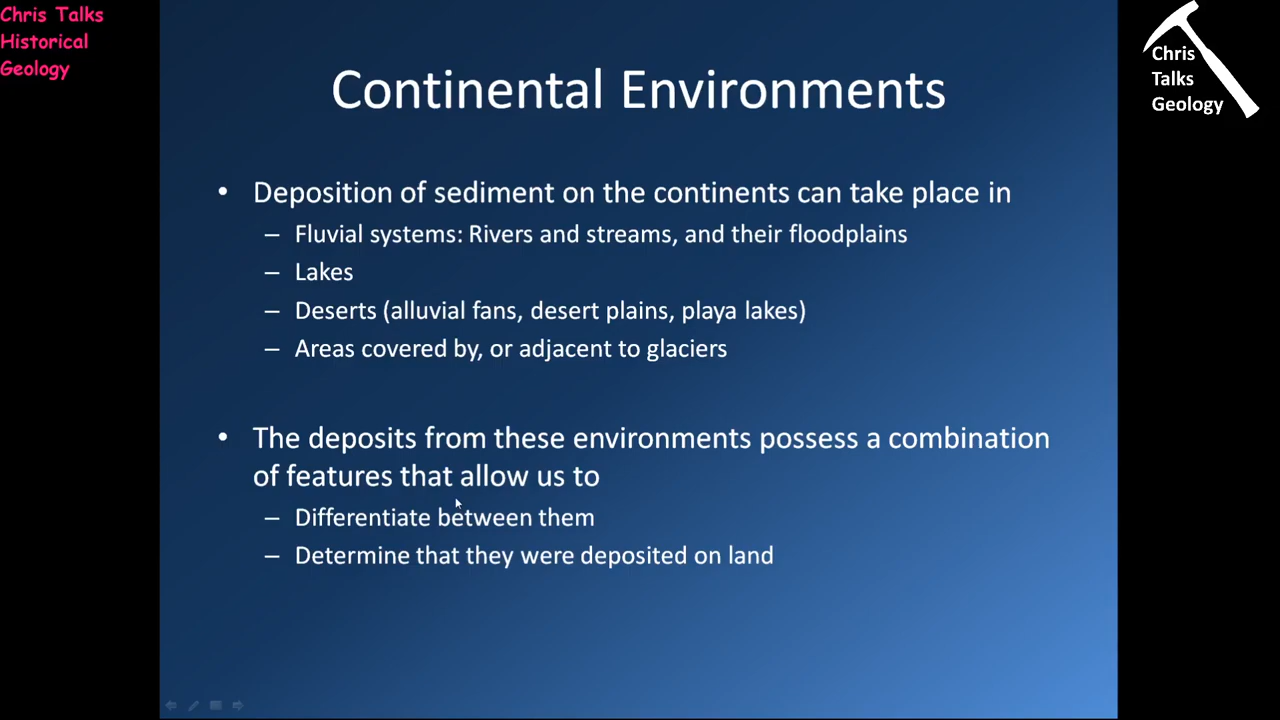 Chris Talks
Historical
Geology
Chris
Talks
Geology
Continental Environments
• Deposition of sediment on the continents can take place in
– Fluvial systems: Rivers and streams, and their floodplains
– Lakes
– Deserts (alluvial fans, desert plains, playa lakes)
– Areas covered by, or adjacent to glaciers
• The deposits from these environments possess a combination
of features that allow us to
– Differentiate between them
– Determine that they were deposited on land